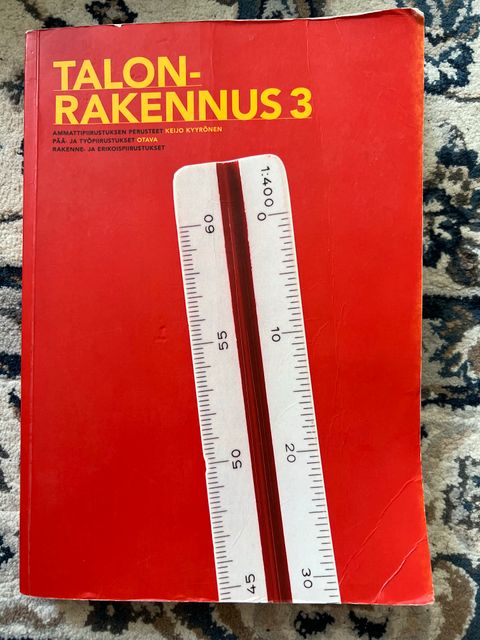 TALON-
RAKENNUS 3
AMMATTIPIIRUSTUKSEN PERUSTEET KEIJO KYYRÖNEN
PÄÄ- JA TYÖPIIRUSTUKSET OTAVA
RAKENNE- JA ERIKOISPIIRUSTUKSET
1:400
0
60
10
55
20
50
30
45